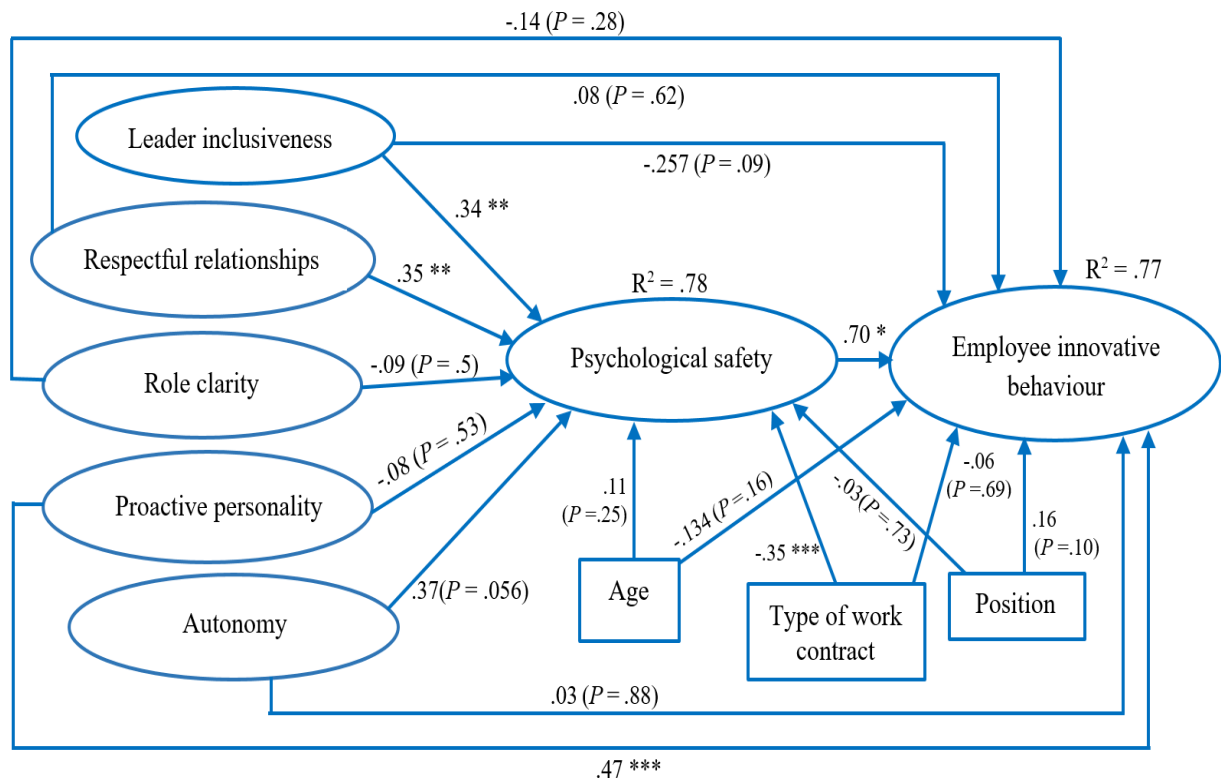 -.14 (P = .28)
.08 (P = .62)
Leader inclusiveness
-.257 (P = .09)
.34 **
Respectful relationships
.35 **
R² = .78
R² = .77
.70 *
Psychological safety
Employee innovative
behaviour
-.09 (P = .5)
Role clarity
-.08 (P = .53)
Proactive personality
.11
(P=.25)
-.134 (P=.16)
-.35 ***
-.03(P=.73)
-.06
(P=.69)
.16
(P=.10)
.37(P = .056)
Autonomy
Age
Type of work
contract
Position
.03 (P = .88)
.47 ***